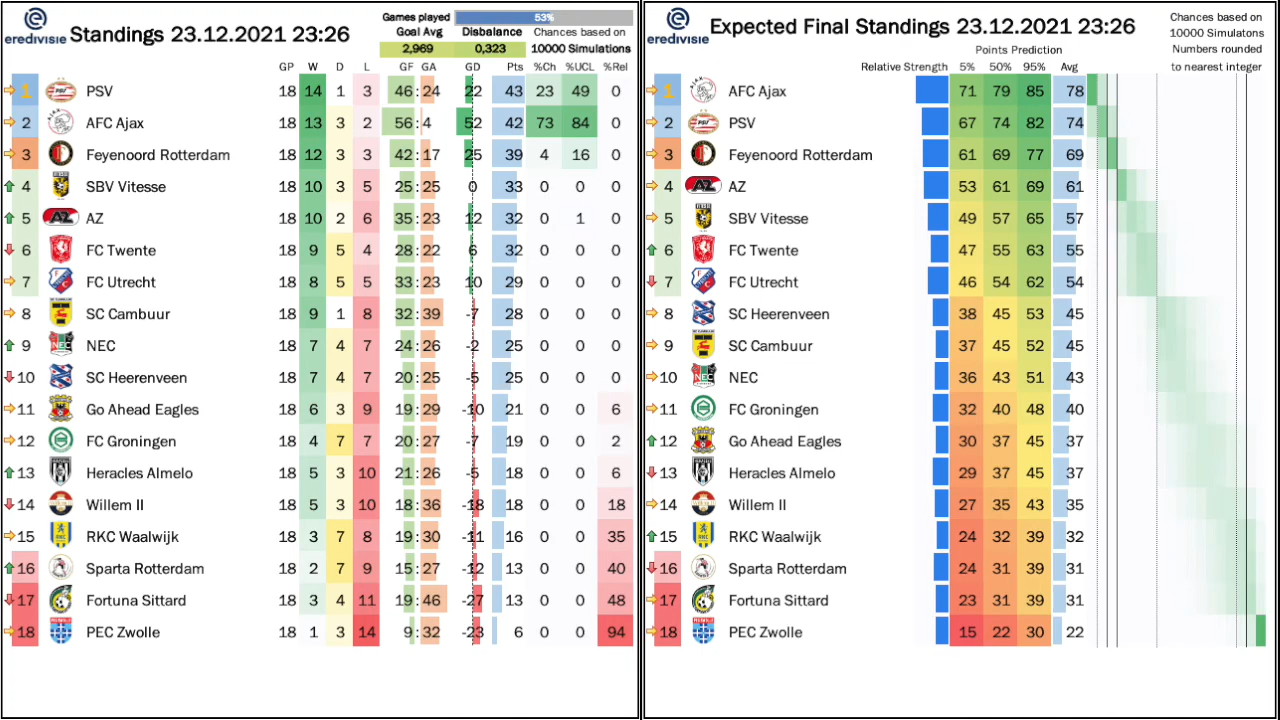 eredivisie
Standings 23.12.2021 23:26
Games played 53%
Goal Avg Disbalance Chances based on
2,969 0,323 10000 Simulations
GP W D L GF GA GD Pts %Ch %UCL %Rel
1 PSV 18 14 1 3 46:24 22 43 23 49 0
2 AFC Ajax 18 13 3 2 56:4 52 42 73 84 0
3 Feyenoord Rotterdam 18 12 3 3 42:17 25 39 4 16 0
4 SBV Vitesse 18 10 3 5 25:25 0 33 0 0 0
5 AZ 18 10 2 6 35:23 12 32 0 1 0
6 FC Twente 18 9 5 4 28:22 6 32 0 0 0
7 FC Utrecht 18 8 5 5 33:23 10 29 0 0 0
8 SC Cambuur 18 9 1 8 32:39 -7 28 0 0 0
9 NEC 18 7 4 7 24:26 -2 25 0 0 0
10 SC Heerenveen 18 7 4 7 20:25 -5 25 0 0 0
11 Go Ahead Eagles 18 6 3 9 19:29 -10 21 0 0 6
12 FC Groningen 18 4 7 7 20:27 -7 19 0 0 2
13 Heracles Almelo 18 5 3 10 21:26 -5 18 0 0 6
14 Willem II 18 5 3 10 18:36 -18 18 0 0 18
15 RKC Waalwijk 18 3 7 8 19:30 -11 16 0 0 35
16 Sparta Rotterdam 18 2 7 9 15:27 -12 13 0 0 40
17 Fortuna Sittard 18 3 4 11 19:46 -27 13 0 0 48
18 PEC Zwolle 18 1 3 14 9:32 -23 6 0 0 94
eredivisie
Expected Final Standings 23.12.2021 23:26
Chances based on
10000 Simulatons
Numbers rounded
to nearest integer
Points Prediction
Relative Strength 5% 50% 95% Avg
1 AFC Ajax 71 79 85 78
2 PSV 67 74 82 74
3 Feyenoord Rotterdam 61 69 77 69
4 AZ 53 61 69 61
5 SBV Vitesse 49 57 65 57
6 FC Twente 47 55 63 55
7 FC Utrecht 46 54 62 54
8 SC Heerenveen 38 45 53 45
9 SC Cambuur 37 45 52 45
10 NEC 36 43 51 43
11 FC Groningen 32 40 48 40
12 Go Ahead Eagles 30 37 45 37
13 Heracles Almelo 29 37 45 37
14 Willem II 27 35 43 35
15 RKC Waalwijk 24 32 39 32
16 Sparta Rotterdam 24 31 39 31
17 Fortuna Sittard 23 31 39 31
18 PEC Zwolle 15 22 30 22